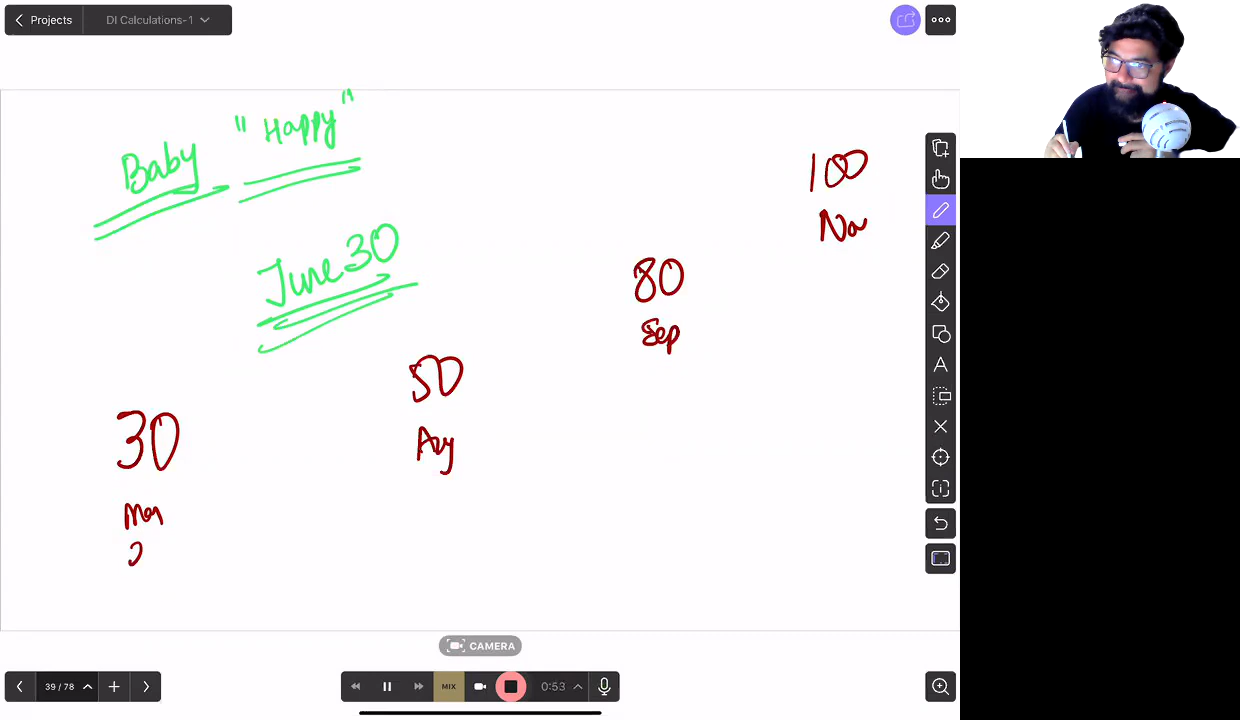 Projects
DI Calculations-1
Baby "Happy"
June 30
100
Nov
80
Sep
50
Aug
30
Mar
CAMERA
39 / 78
MIX
0:53